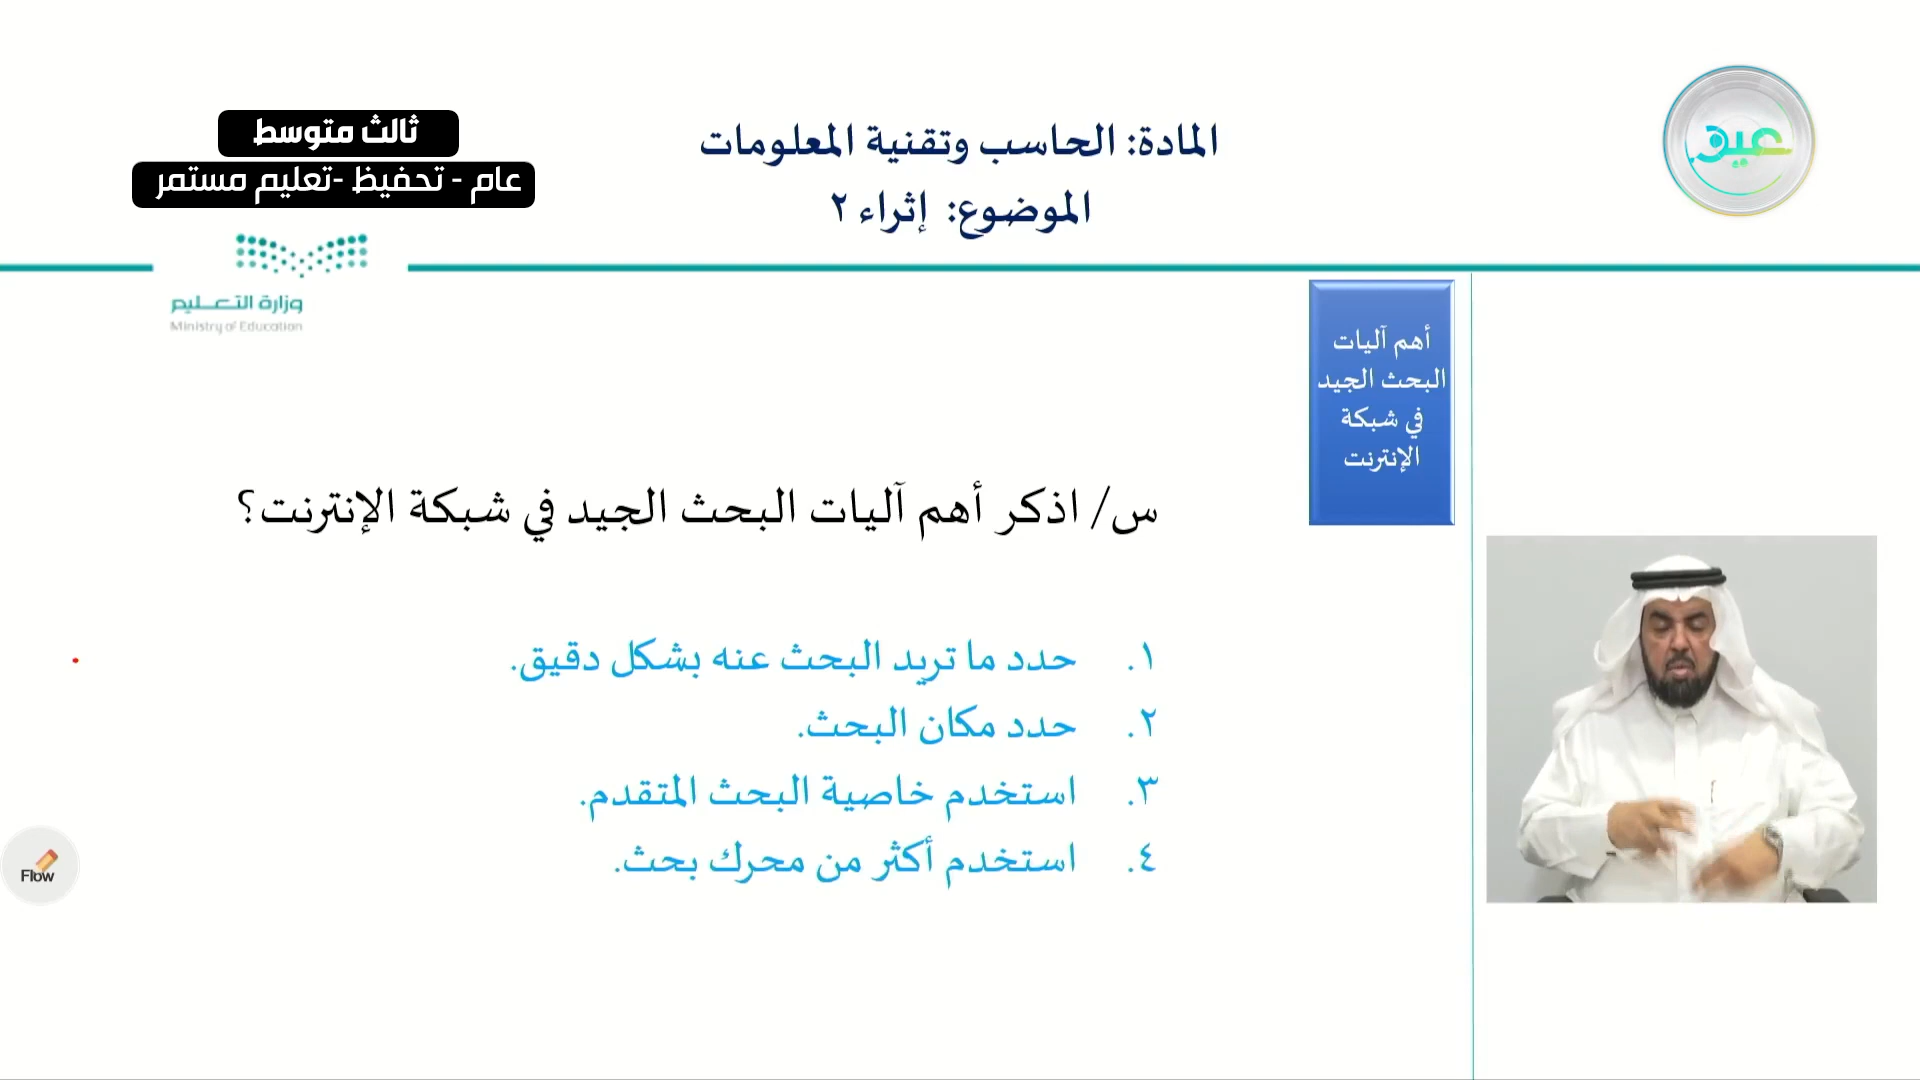 المادة: الحاسب وتقنية المعلومات
الموضوع: إثراء ٢
عين
ثالث متوسط
عام - تحفيظ -تعليم مستمر
وزارة التعليم
Ministry of Education
أهم آليات
البحث الجيد
في شبكة
الإنترنت
س/ اذكر أهم آليات البحث الجيد في شبكة الإنترنت؟
١. حدد ما تريد البحث عنه بشكل دقيق.
٢. حدد مكان البحث.
٣. استخدم خاصية البحث المتقدم.
٤. استخدم أكثر من محرك بحث.
Flow